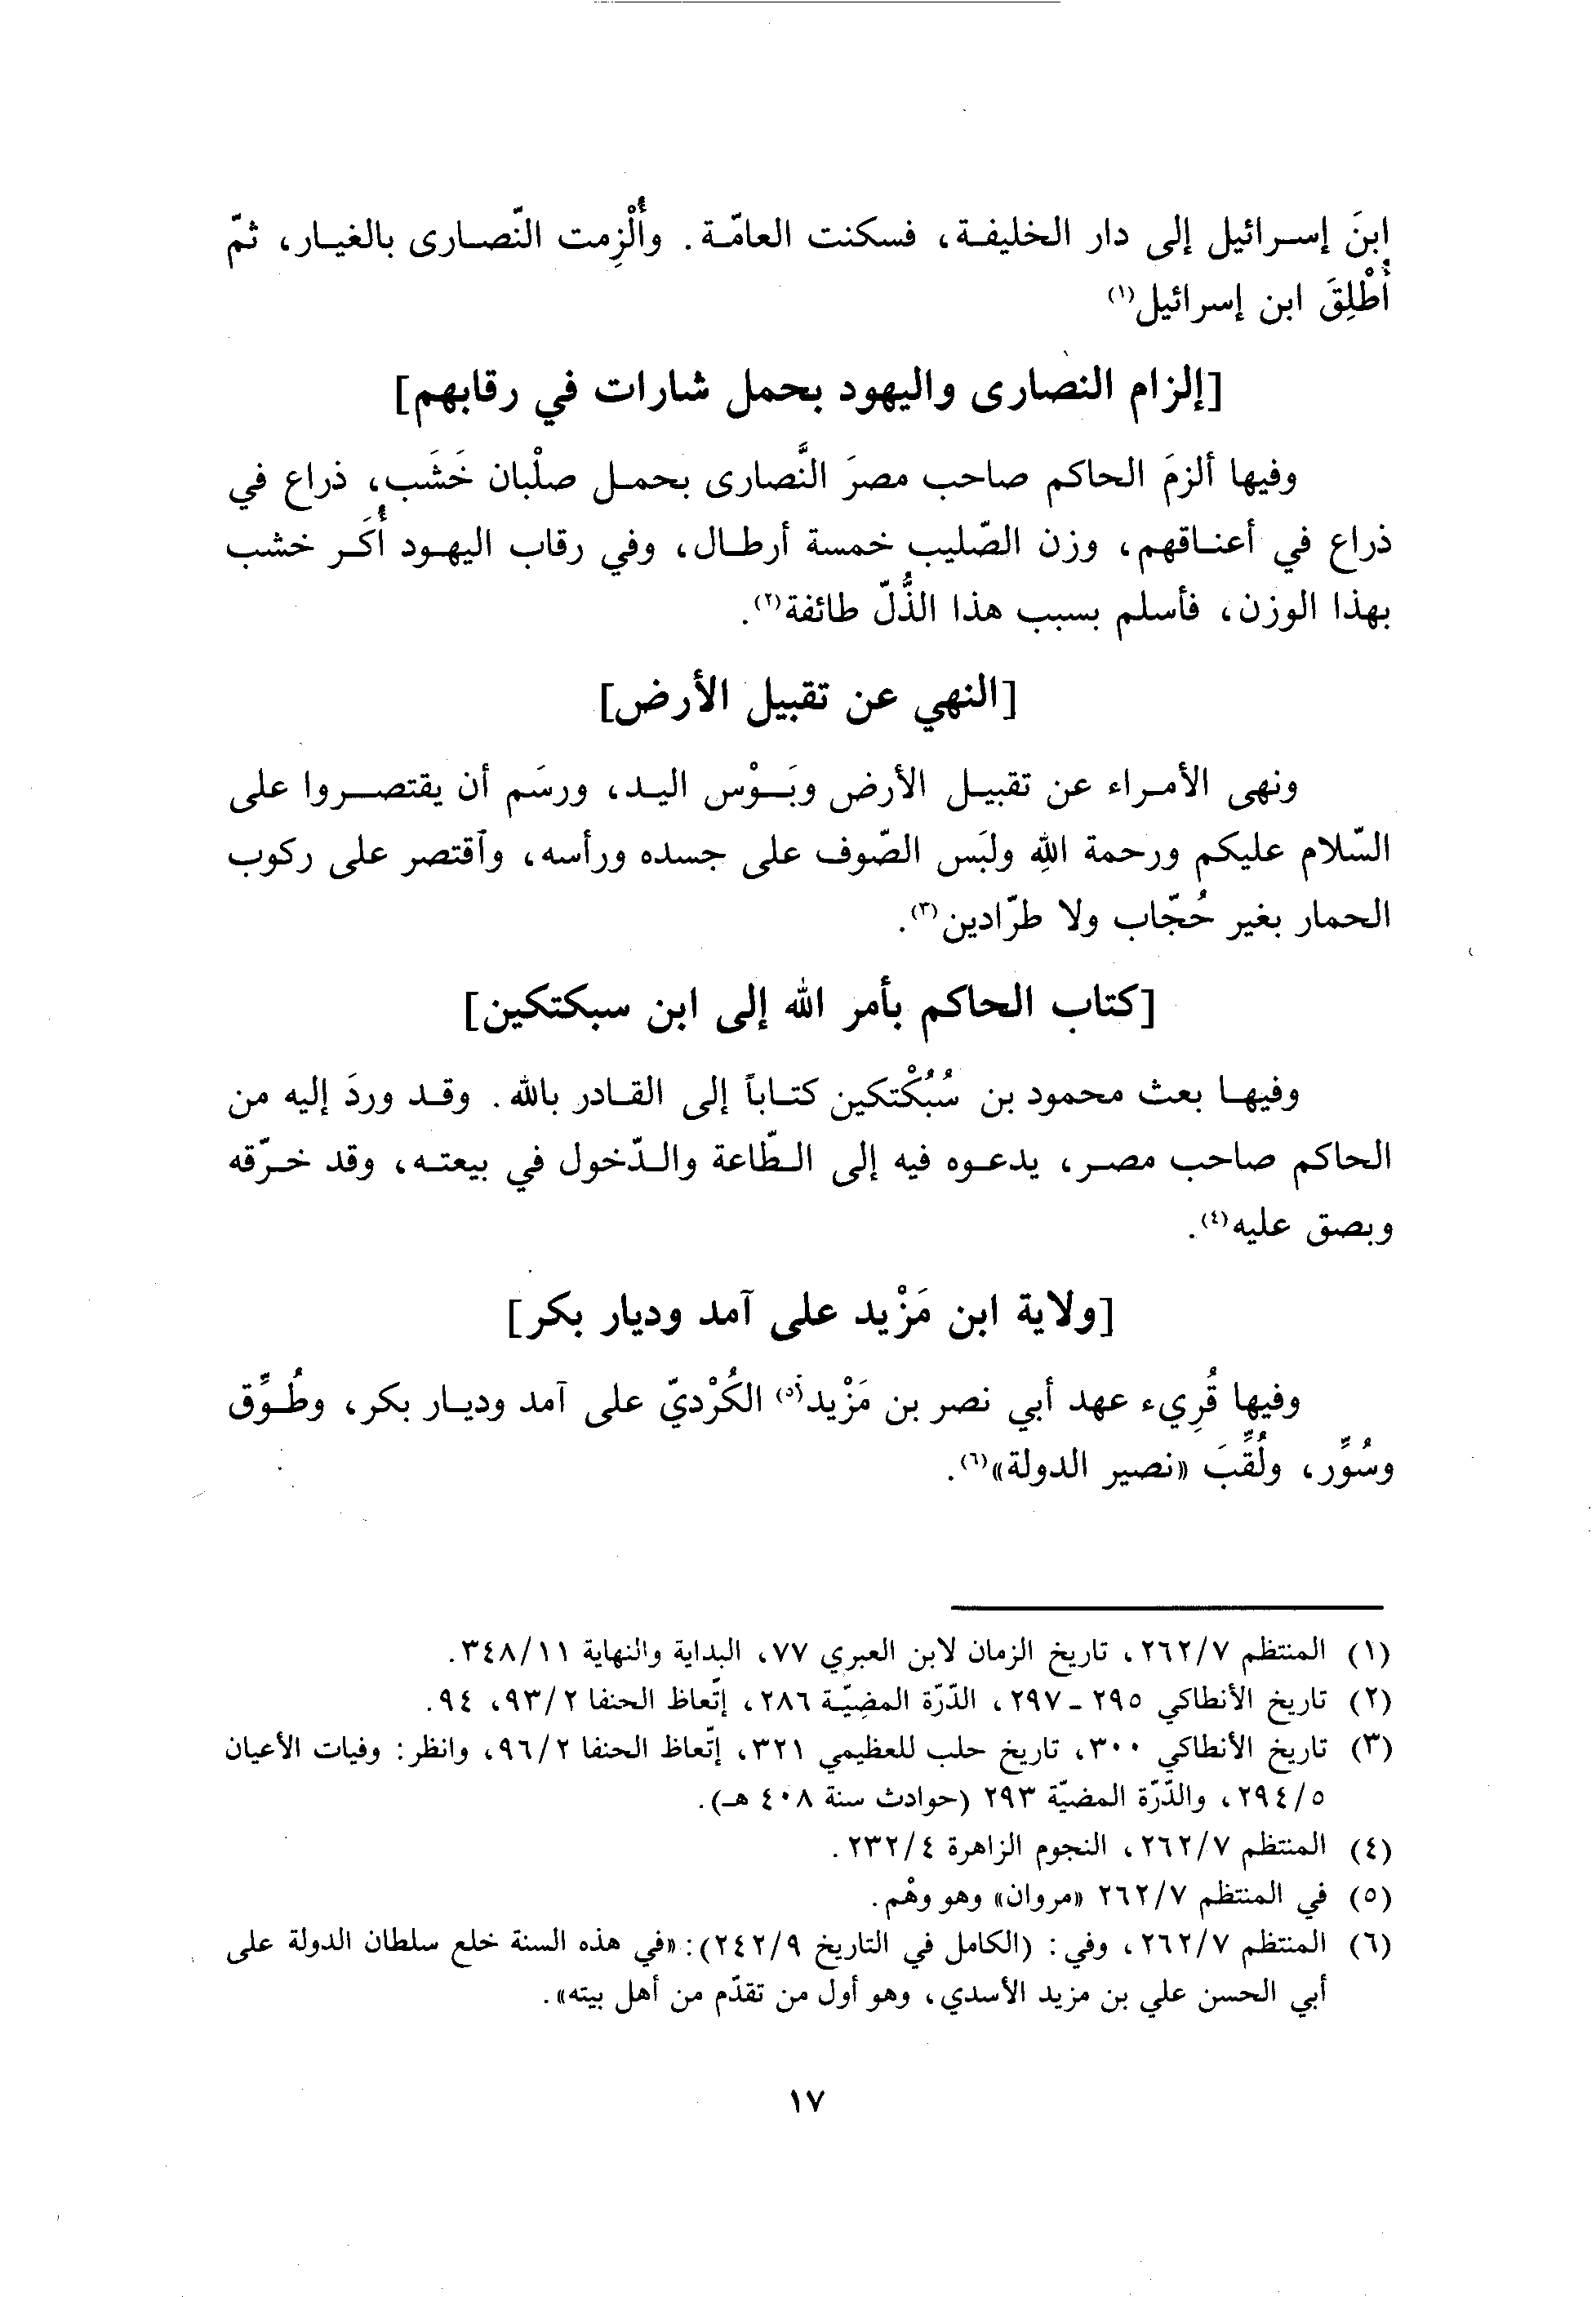 ابنَ إسرائيل إلى دار الخليفة، فسكنت العامّة. وأُلْزِمت النّصارى بالغيار، ثمّ
أُطْلِقَ ابن إسرائيل(١)
[إلزام النصارى واليهود بحمل شارات في رقابهم]
وفيها ألزمَ الحاكم صاحب مصرَ النَّصارى بحمل صلْبان خَشَب، ذراع في
ذراع في أعناقهم، وزن الصّليب خمسة أرطال، وفي رقاب اليهود أُكَر خشب
بهذا الوزن، فأسلم بسبب هذا الذُّلّ طائفة(٢).
[النهي عن تقبيل الأرض]
ونهى الأمراء عن تقبيل الأرض وبَوْس اليد، ورسَم أن يقتصروا على
السّلام عليكم ورحمة اللهِ ولبَس الصّوف على جسده ورأسه، وٱقتصر على ركوب
الحمار بغير حُجّاب ولا طرّادين(٣).
[كتاب الحاكم بأمر الله إلى ابن سبكتكين]
وفيها بعث محمود بن سُبُكْتكين كتاباً إلى القادر بالله. وقد وردَ إليه من
الحاكم صاحب مصر، يدعوه فيه إلى الطّاعة والدّخول في بيعته، وقد خرّقه
وبصق عليه(٤).
[ولاية ابن مَزْيد على آمد وديار بكر]
وفيها قُرِيء عهد أبي نصر بن مَزْيد(٥) الكُرْديّ على آمد وديار بكر، وطُوِّق
وسُوِّر، ولُقِّبَ «نصير الدولة»(٦).
(١) المنتظم ٢٦٢/٧، تاريخ الزمان لابن العبري ٧٧، البداية والنهاية ٣٤٨/١١.
(٢) تاريخ الأنطاكي ٢٩٥ ـ ٢٩٧، الدّرّة المضيّة ٢٨٦، إتّعاظ الحنفا ٩٣/٢، ٩٤.
(٣) تاريخ الأنطاكي ٣٠٠، تاريخ حلب للعظيمي ٣٢١، إتّعاظ الحنفا ٩٦/٢، وانظر: وفيات الأعيان
٢٩٤/٥، والدّرّة المضيّة ٢٩٣ (حوادث سنة ٤٠٨ هـ).
(٤) المنتظم ٢٦٢/٧، النجوم الزاهرة ٢٣٢/٤.
(٥) في المنتظم ٢٦٢/٧ «مروان» وهو وهْم.
(٦) المنتظم ٢٦٢/٧، وفي: (الكامل في التاريخ ٢٤٢/٩): «في هذه السنة خلع سلطان الدولة على
أبي الحسن علي بن مزيد الأسدي، وهو أول من تقدّم من أهل بيته».
١٧